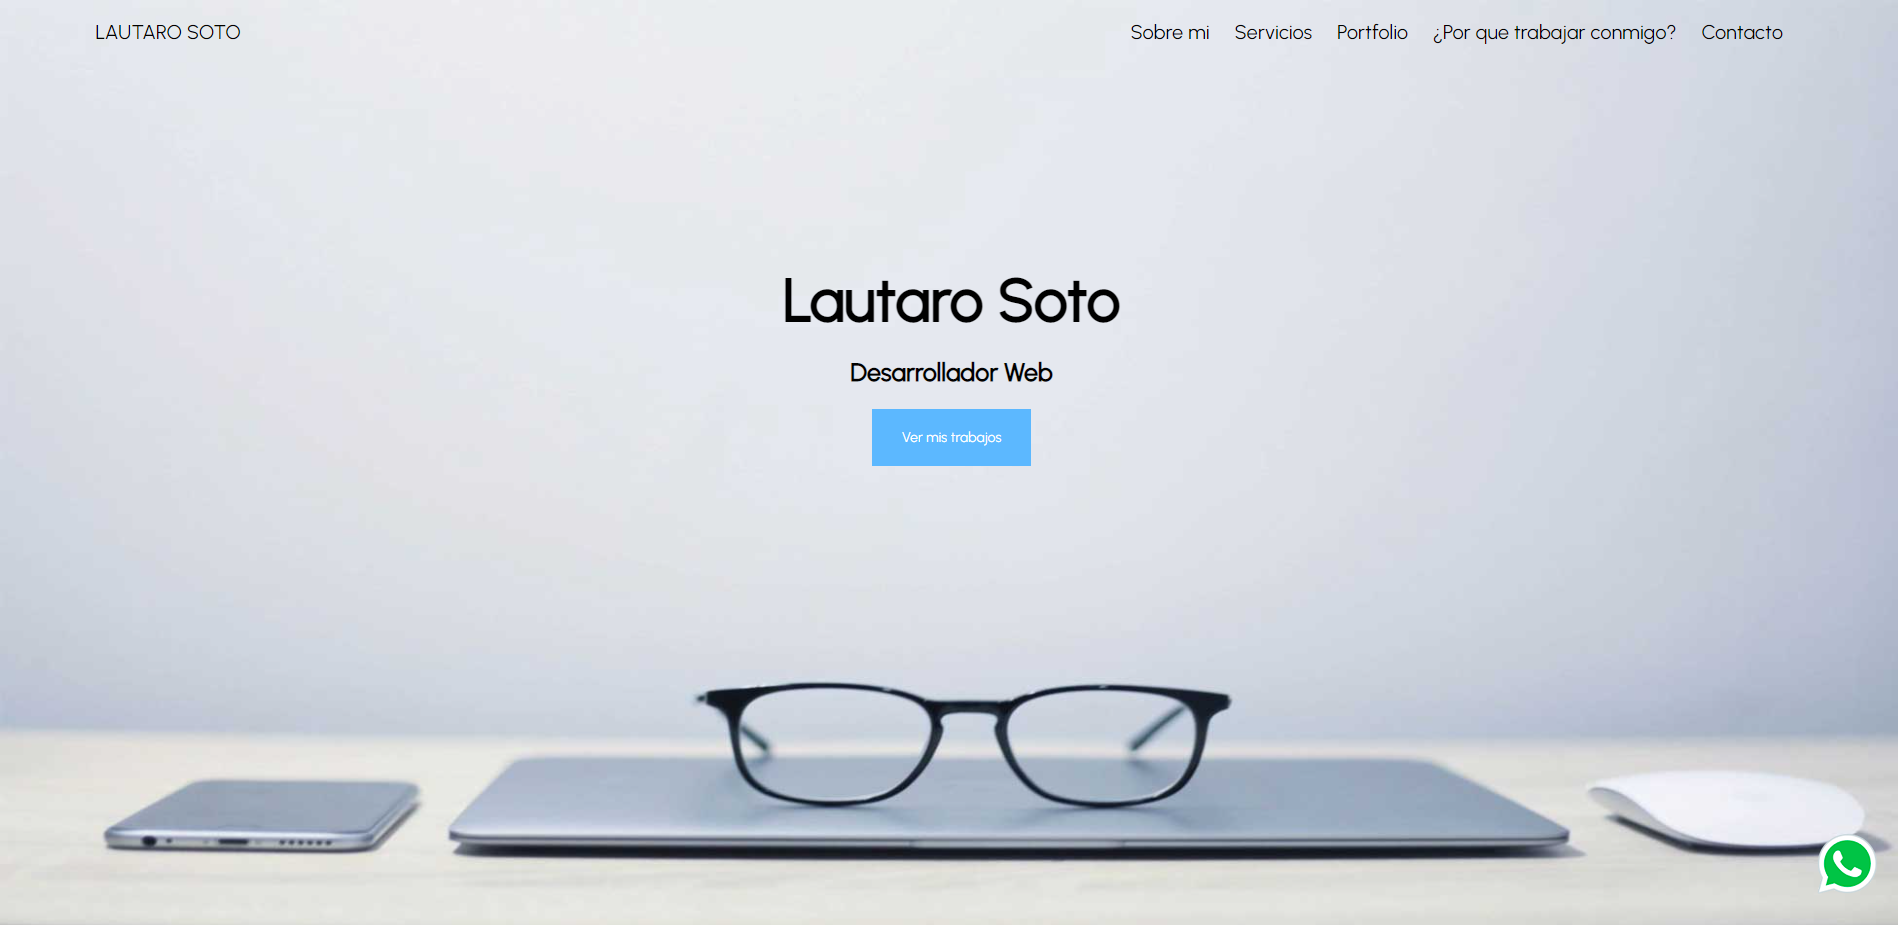 LAUTARO SOTO
Sobre mi Servicios Portfolio ¿Por que trabajar conmigo? Contacto
Lautaro Soto
Desarrollador Web
Ver mis trabajos